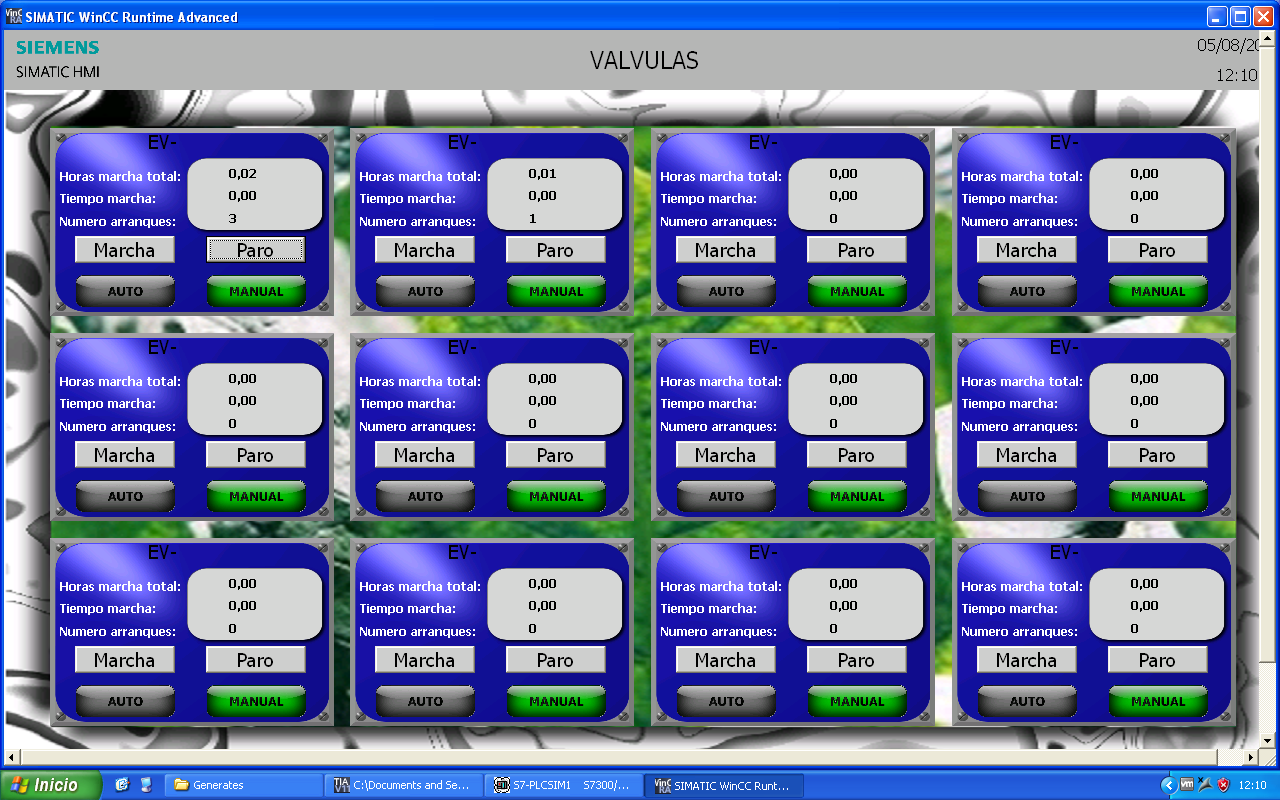 SIMATIC WinCC Runtime Advanced
SIEMENS
SIMATIC HMI
VALVULAS
05/08/20
12:10
EV- EV- EV- EV-
Horas marcha total: 0,02 Horas marcha total: 0,01 Horas marcha total: 0,00 Horas marcha total: 0,00
Tiempo marcha: 0,00 Tiempo marcha: 0,00 Tiempo marcha: 0,00 Tiempo marcha: 0,00
Numero arranques: 3 Numero arranques: 1 Numero arranques: 0 Numero arranques: 0
Marcha Paro Marcha Paro Marcha Paro Marcha Paro
AUTO MANUAL AUTO MANUAL AUTO MANUAL AUTO MANUAL
EV- EV- EV- EV-
Horas marcha total: 0,00 Horas marcha total: 0,00 Horas marcha total: 0,00 Horas marcha total: 0,00
Tiempo marcha: 0,00 Tiempo marcha: 0,00 Tiempo marcha: 0,00 Tiempo marcha: 0,00
Numero arranques: 0 Numero arranques: 0 Numero arranques: 0 Numero arranques: 0
Marcha Paro Marcha Paro Marcha Paro Marcha Paro
AUTO MANUAL AUTO MANUAL AUTO MANUAL AUTO MANUAL
EV- EV- EV- EV-
Horas marcha total: 0,00 Horas marcha total: 0,00 Horas marcha total: 0,00 Horas marcha total: 0,00
Tiempo marcha: 0,00 Tiempo marcha: 0,00 Tiempo marcha: 0,00 Tiempo marcha: 0,00
Numero arranques: 0 Numero arranques: 0 Numero arranques: 0 Numero arranques: 0
Marcha Paro Marcha Paro Marcha Paro Marcha Paro
AUTO MANUAL AUTO MANUAL AUTO MANUAL AUTO MANUAL
Inicio Generates C:\Documents and Se... S7-PLCSIM1 S7300/... SIMATIC WinCC Runt... 12:10